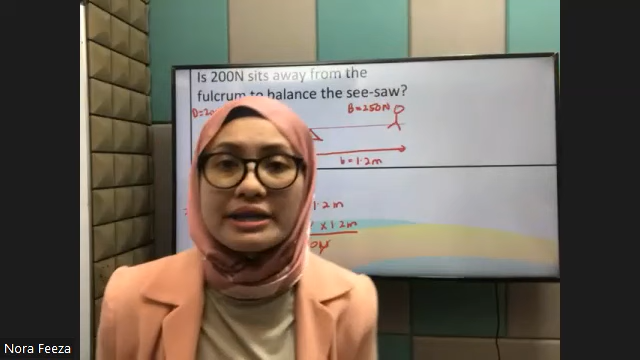 Is 200N sits away from the
fulcrum to balance the see-saw?
B=250N
b=1.2m
1.2m
x 1.2m
Nora Feeza